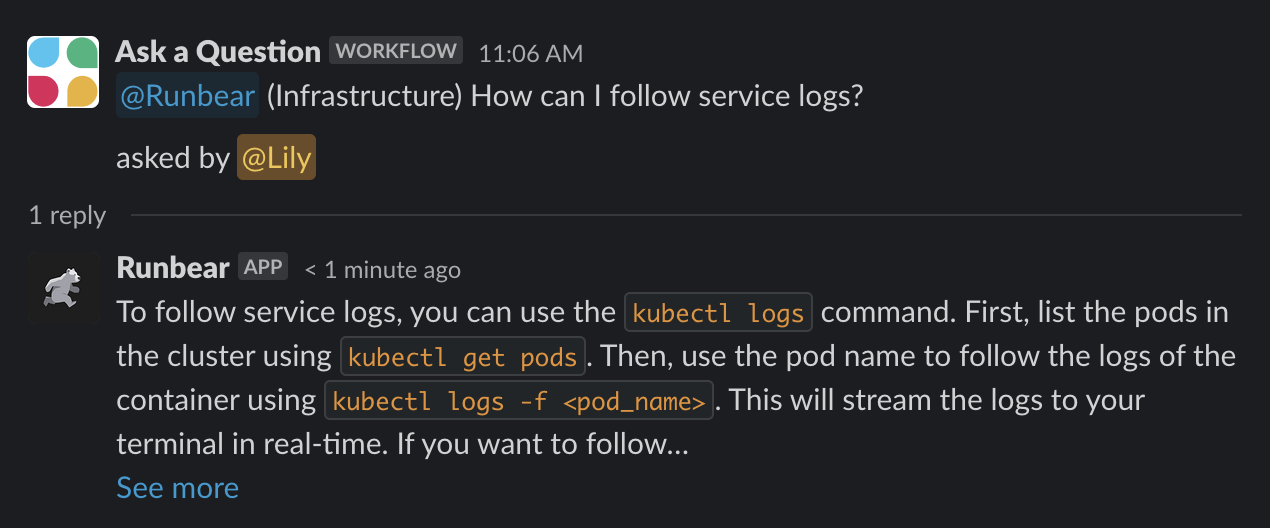 Ask a Question WORKFLOW 11:06 AM
@Runbear (Infrastructure) How can I follow service logs?
asked by @Lily
1 reply
Runbear APP < 1 minute ago
To follow service logs, you can use the kubectl logs command. First, list the pods in
the cluster using kubectl get pods. Then, use the pod name to follow the logs of the
container using kubectl logs -f <pod_name>. This will stream the logs to your
terminal in real-time. If you want to follow...
See more